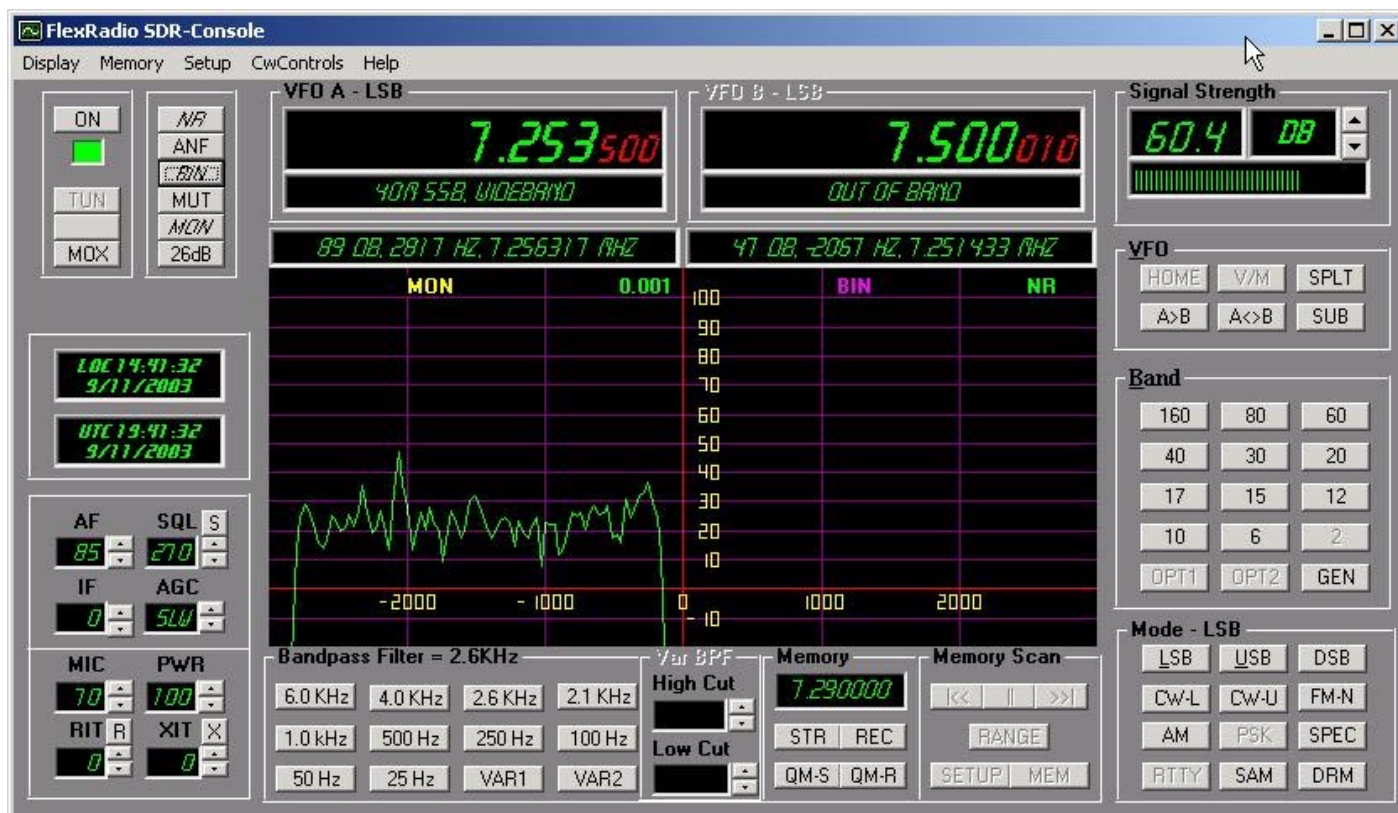 FlexRadio SDR-Console
Display Memory Setup CwControls Help
ON
TUN
MOX
NR
ANF
BIN
MUT
MON
26dB
VFO A - LSB
7.253500
40M SSB, WIDEBAND
VFO B - LSB
7.500010
OUT OF BAND
Signal Strength
60.4 DB
89 DB, 2817 HZ, 7.256317 MHZ
47 DB, -2067 HZ, 7.251433 MHZ
MON 0.001 BIN NR
100
90
80
70
60
50
40
30
20
10
-2000 -1000 0 1000 2000
-10
LOC 14:41:32
9/11/2003
UTC 19:41:32
9/11/2003
VFO
HOME V/M SPLT
A>B A<>B SUB
Band
160 80 60
40 30 20
17 15 12
10 6 2
OPT1 OPT2 GEN
AF SQL S
85 270
IF AGC
0 SLW
MIC PWR
70 100
RIT R XIT X
0 0
Bandpass Filter = 2.6KHz
6.0 KHz 4.0 KHz 2.6 KHz 2.1 KHz
1.0 kHz 500 Hz 250 Hz 100 Hz
50 Hz 25 Hz VAR1 VAR2
Var BPF
High Cut
Low Cut
Memory
7.290000
STR REC
QM-S QM-R
Memory Scan
|<< || >>|
RANGE
SETUP MEM
Mode - LSB
LSB USB DSB
CW-L CW-U FM-N
AM PSK SPEC
RTTY SAM DRM